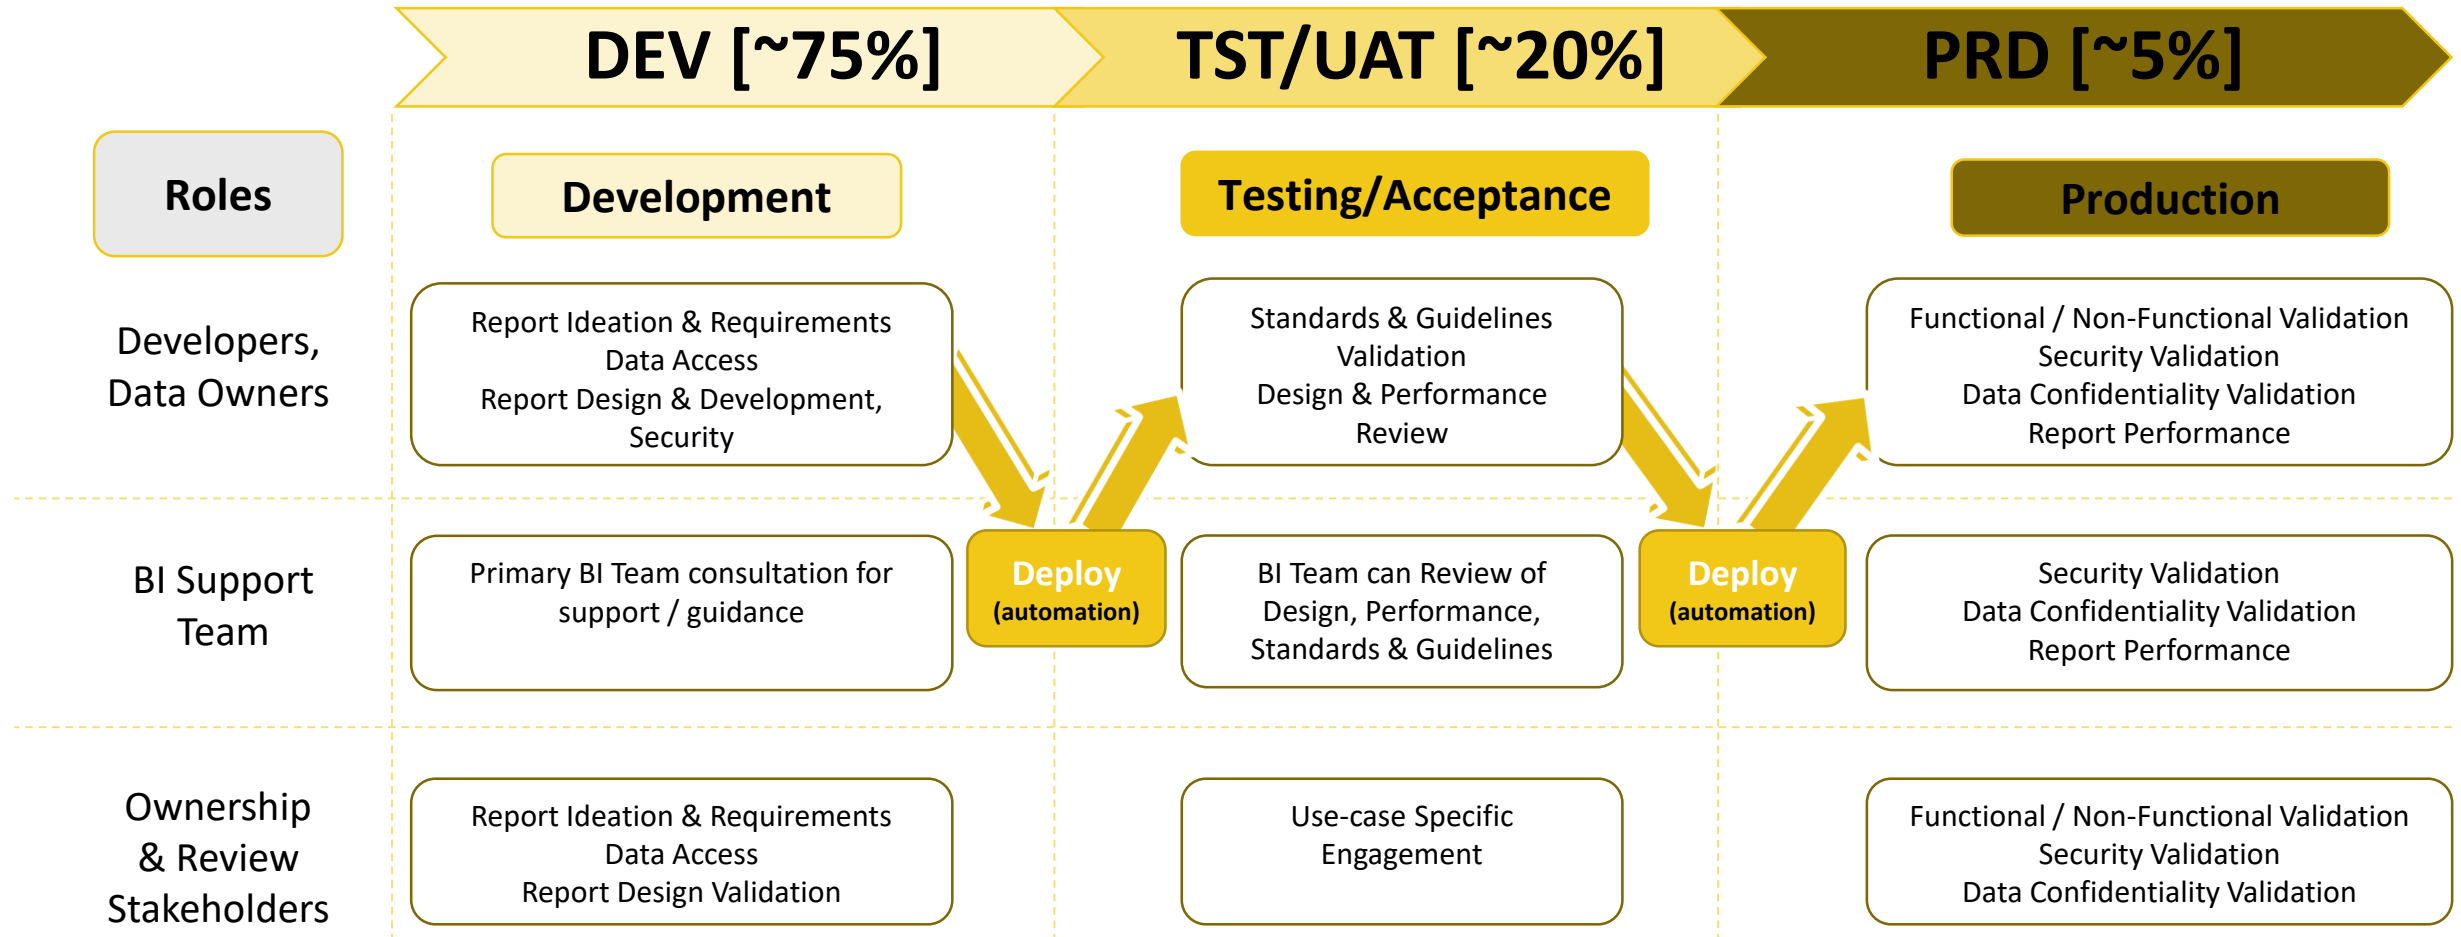 DEV [~75%]
TST/UAT [~20%]
PRD [~5%]
Roles
Development
Testing/Acceptance
Production
Developers,
Data Owners
Report Ideation & Requirements
Data Access
Report Design & Development,
Security
Standards & Guidelines
Validation
Design & Performance
Review
Functional / Non-Functional Validation
Security Validation
Data Confidentiality Validation
Report Performance
BI Support
Team
Primary BI Team consultation for
support / guidance
Deploy
(automation)
BI Team can Review of
Design, Performance,
Standards & Guidelines
Deploy
(automation)
Security Validation
Data Confidentiality Validation
Report Performance
Ownership
& Review
Stakeholders
Report Ideation & Requirements
Data Access
Report Design Validation
Use-case Specific
Engagement
Functional / Non-Functional Validation
Security Validation
Data Confidentiality Validation